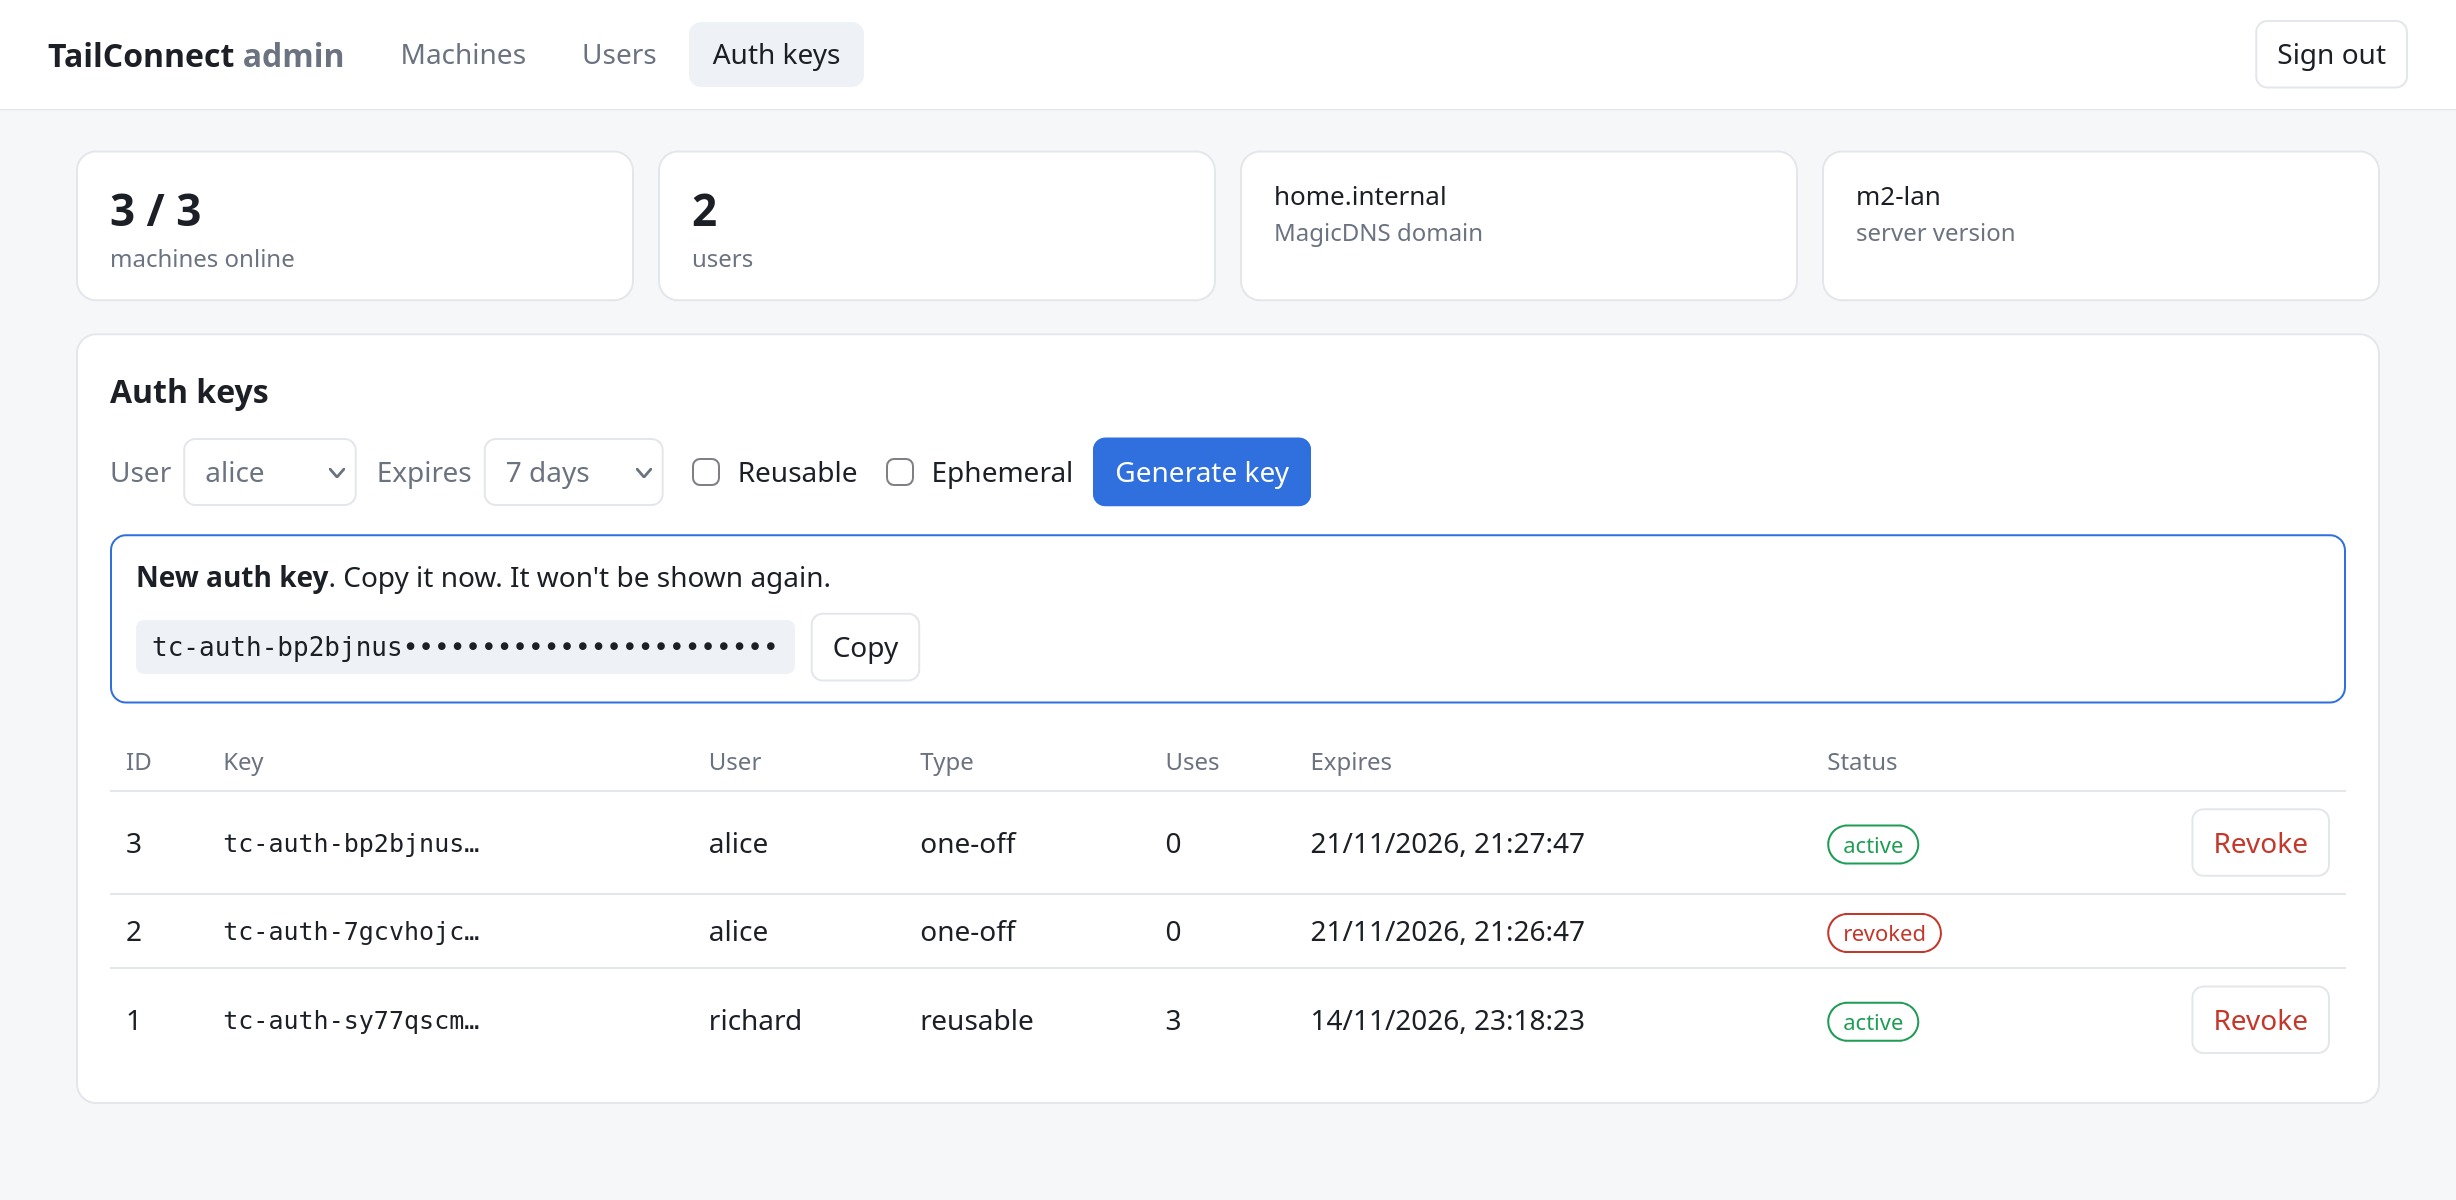 TailConnect admin Machines Users Auth keys Sign out
3 / 3
machines online
2
users
home.internal
MagicDNS domain
m2-lan
server version
Auth keys
User alice Expires 7 days Reusable Ephemeral Generate key
New auth key. Copy it now. It won't be shown again.
tc-auth-bp2bjnus•••••••••••••••••••••••• Copy
ID Key User Type Uses Expires Status
3 tc-auth-bp2bjnus… alice one-off 0 21/11/2026, 21:27:47 active Revoke
2 tc-auth-7gcvhojc… alice one-off 0 21/11/2026, 21:26:47 revoked
1 tc-auth-sy77qscm… richard reusable 3 14/11/2026, 23:18:23 active Revoke